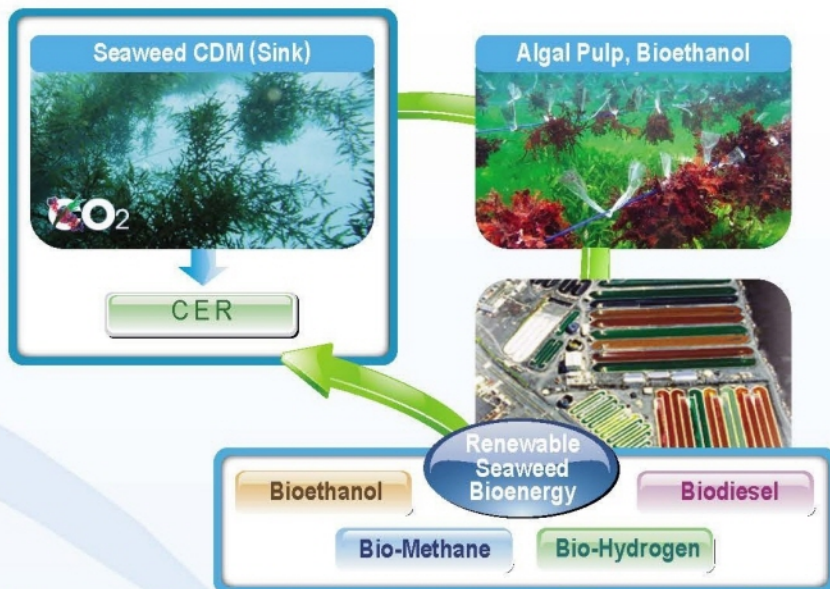 Seaweed CDM (Sink)
CO2
CER
Algal Pulp, Bioethanol
Renewable
Seaweed
Bioenergy
Bioethanol
Biodiesel
Bio-Methane
Bio-Hydrogen